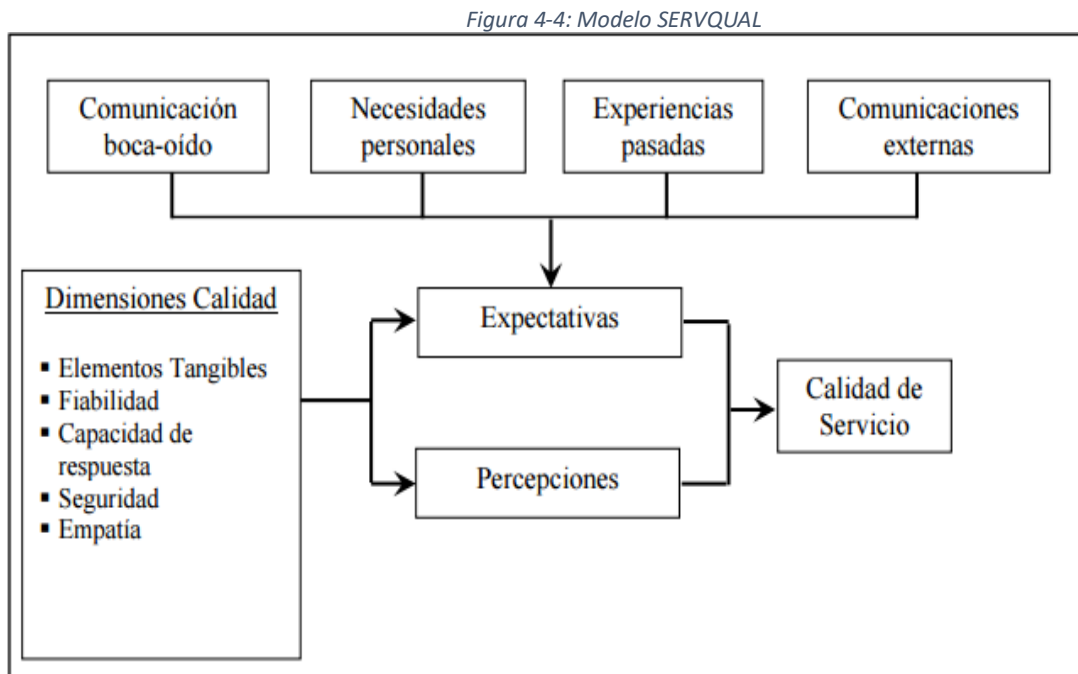 Figura 4-4: Modelo SERVQUAL
Comunicación
boca-oído
Necesidades
personales
Experiencias
pasadas
Comunicaciones
externas
Dimensiones Calidad
▪ Elementos Tangibles
▪ Fiabilidad
▪ Capacidad de
respuesta
▪ Seguridad
▪ Empatía
Expectativas
Percepciones
Calidad de
Servicio